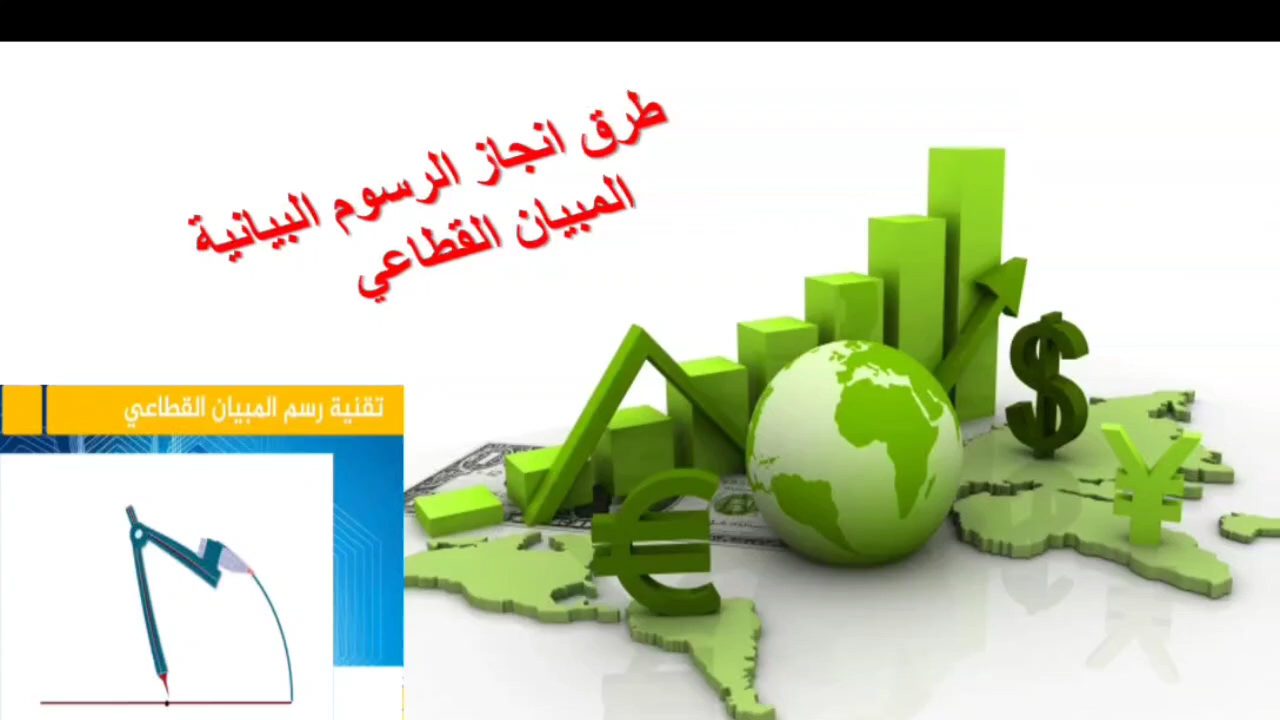 طرق انجاز الرسوم البيانية
المبيان القطاعي
تقنية رسم المبيان القطاعي